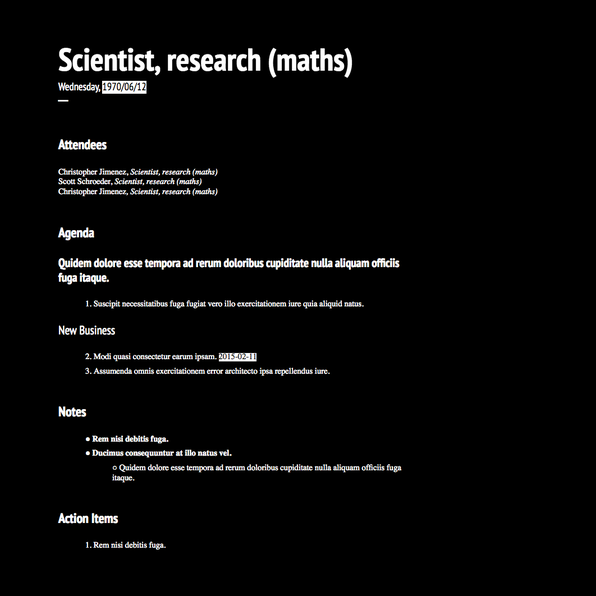 Scientist, research (maths)
Wednesday, 1970/06/12
Attendees
Christopher Jimenez, Scientist, research (maths)
Scott Schroeder, Scientist, research (maths)
Christopher Jimenez, Scientist, research (maths)
Agenda
Quidem dolore esse tempora ad rerum doloribus cupiditate nulla aliquam officiis
fuga itaque.
1. Suscipit necessitatibus fuga fugiat vero illo exercitationem iure quia aliquid natus.
New Business
2. Modi quasi consectetur earum ipsam. 2015-02-11
3. Assumenda omnis exercitationem error architecto ipsa repellendus iure.
Notes
● Rem nisi debitis fuga.
● Ducimus consequuntur at illo natus vel.
○ Quidem dolore esse tempora ad rerum doloribus cupiditate nulla aliquam officiis fuga
itaque.
Action Items
1. Rem nisi debitis fuga.